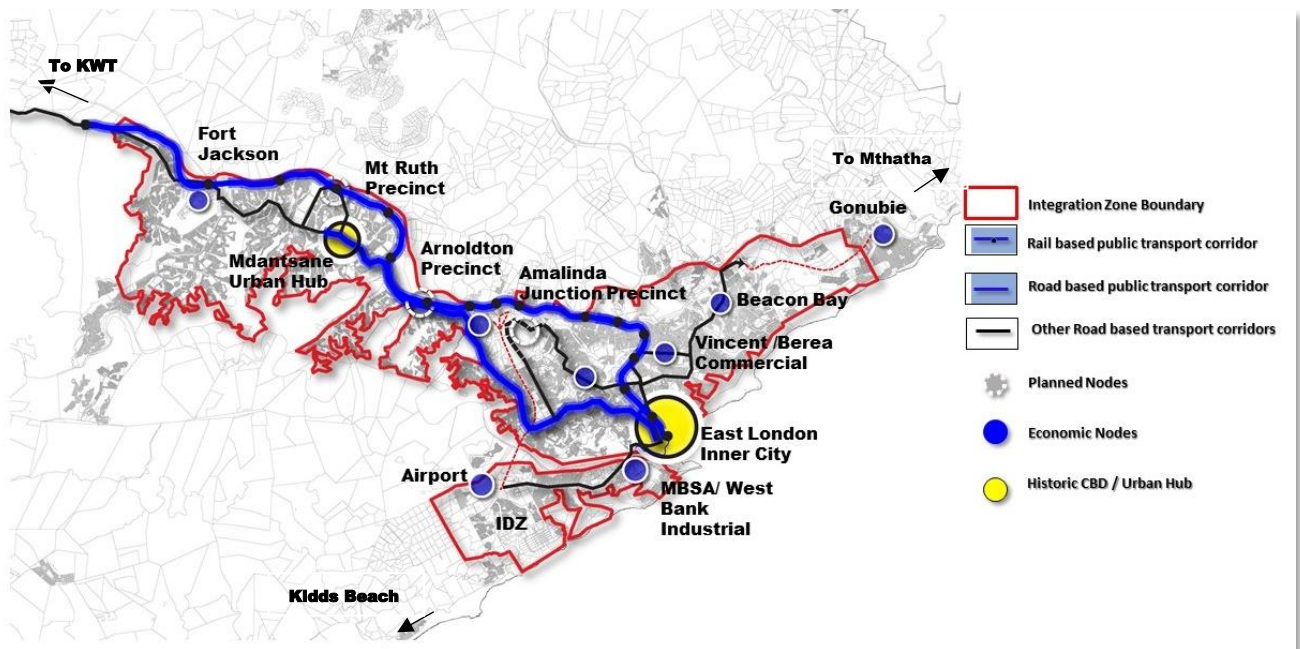 To KWT
Fort
Jackson
Mt Ruth
Precinct
To Mthatha
Gonubie
Mdantsane
Urban Hub
Arnoldton
Precinct
Amalinda
Junction Precinct
Beacon Bay
Vincent /Berea
Commercial
East London
Inner City
Airport
MBSA/ West
Bank
Industrial
IDZ
Kidds Beach
Integration Zone Boundary
Rail based public transport corridor
Road based public transport corridor
Other Road based transport corridors
Planned Nodes
Economic Nodes
Historic CBD / Urban Hub